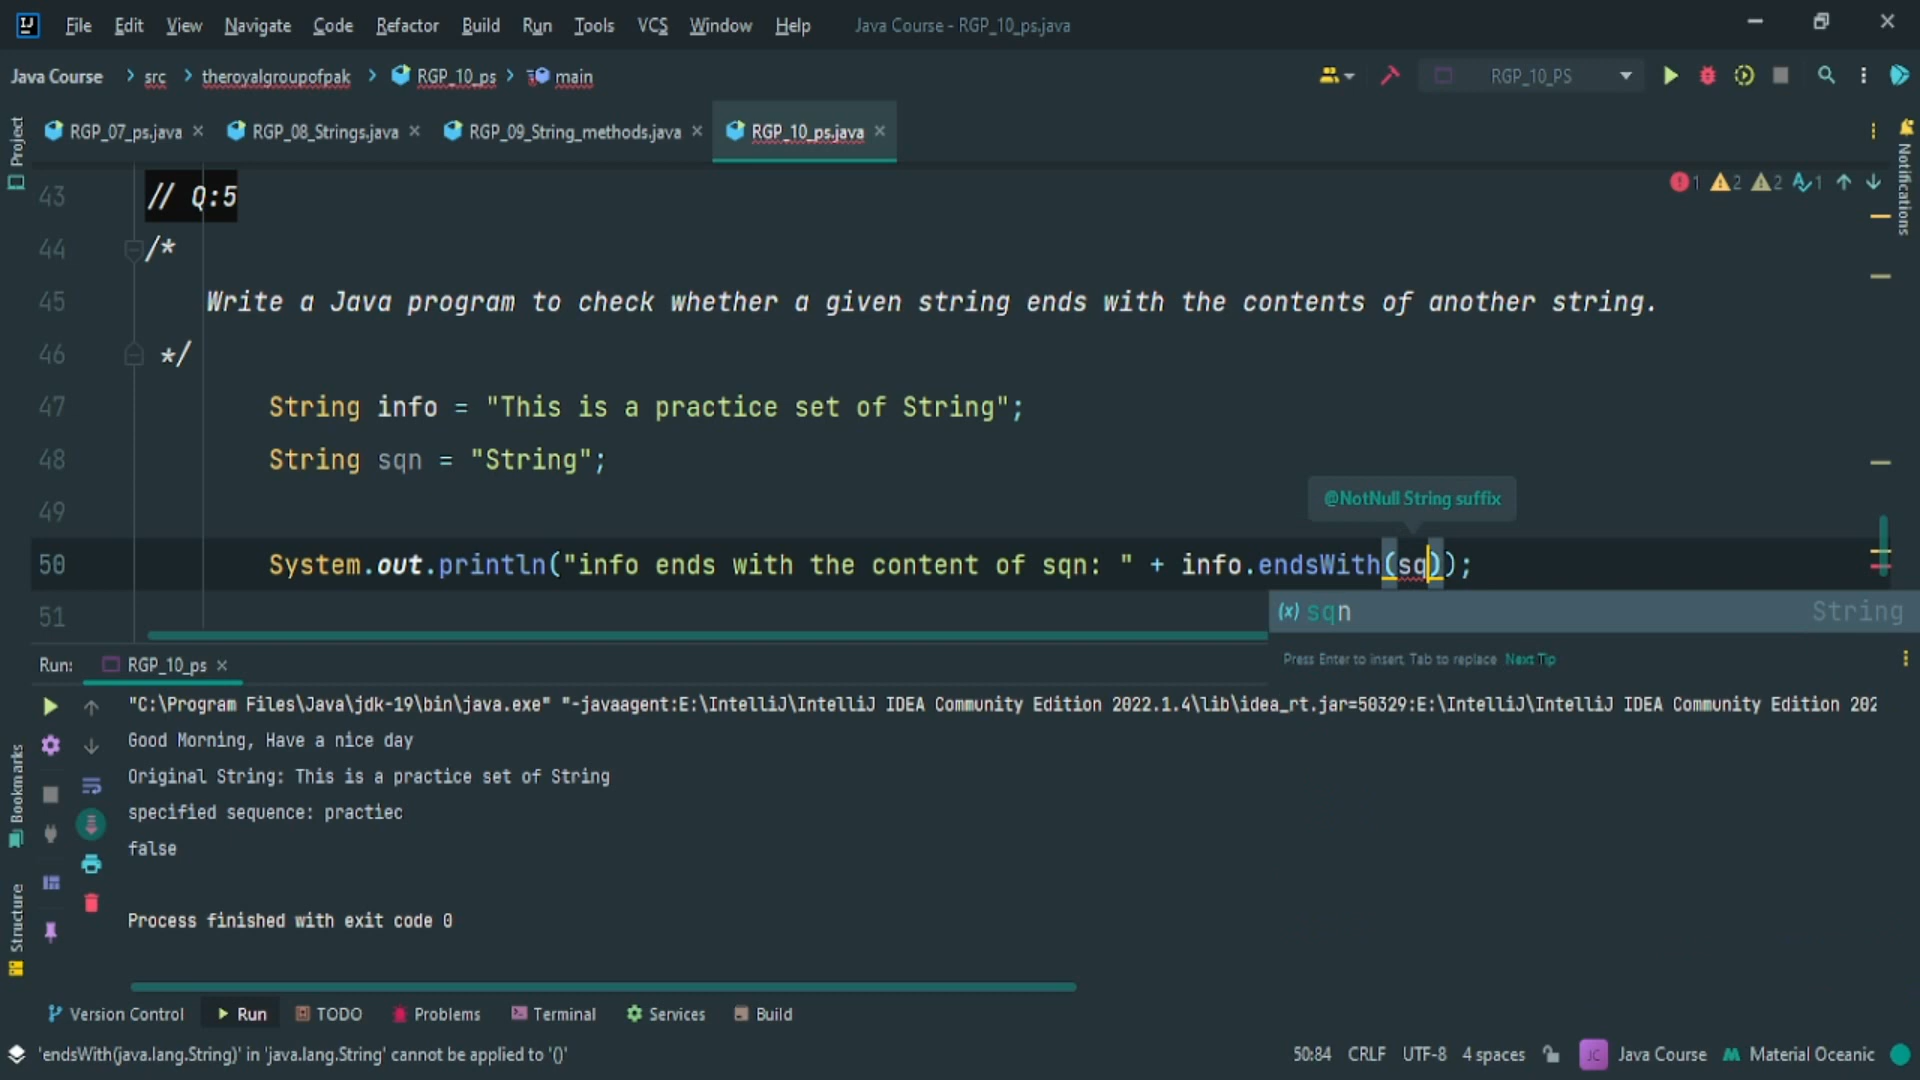 File Edit View Navigate Code Refactor Build Run Tools VCS Window Help Java Course - RGP_10_ps.java
Java Course src theroyalgroupofpak RGP_10_ps main RGP_10_PS
Project
RGP_07_ps.java RGP_08_Strings.java RGP_09_String_methods.java RGP_10_ps.java
Notifications
1 2 2 1
43 // Q:5
44 /*
45 Write a Java program to check whether a given string ends with the contents of another string.
46 */
47 String info = "This is a practice set of String";
48 String sqn = "String";
49
@NotNull String suffix
50 System.out.println("info ends with the content of sqn: " + info.endsWith(sq));
51
(x) sqn String
Press Enter to insert, Tab to replace Next Tip
Run: RGP_10_ps
"C:\Program Files\Java\jdk-19\bin\java.exe" "-javaagent:E:\IntelliJ\IntelliJ IDEA Community Edition 2022.1.4\lib\idea_rt.jar=50329:E:\IntelliJ\IntelliJ IDEA Community Edition 202
Good Morning, Have a nice day
Original String: This is a practice set of String
specified sequence: practiec
false
Process finished with exit code 0
Bookmarks
Structure
Version Control Run TODO Problems Terminal Services Build
'endsWith(java.lang.String)' in 'java.lang.String' cannot be applied to '()' 50:84 CRLF UTF-8 4 spaces JC Java Course Material Oceanic